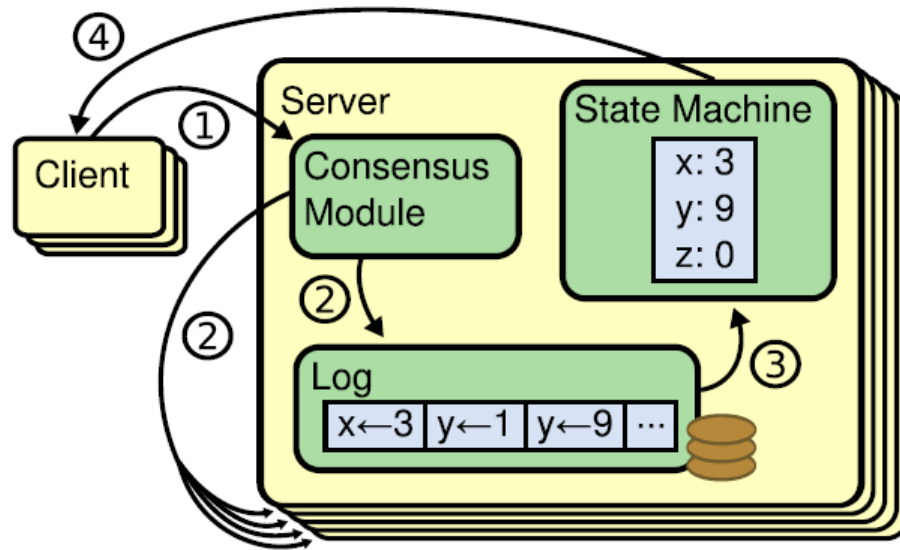 ④
①
Server
State Machine
Client
Consensus
Module
x: 3
y: 9
z: 0
②
②
③
Log
x←3 y←1 y←9 ...